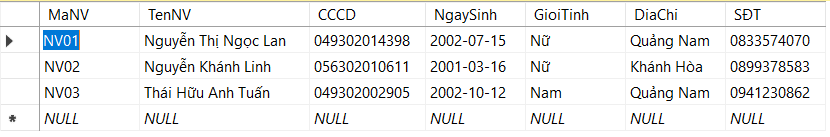 MaNV TenNV CCCD NgaySinh GioiTinh DiaChi SĐT
NV01 Nguyễn Thị Ngọc Lan 049302014398 2002-07-15 Nữ Quảng Nam 0833574070
NV02 Nguyễn Khánh Linh 056302010611 2001-03-16 Nữ Khánh Hòa 0899378583
NV03 Thái Hữu Anh Tuấn 049302002905 2002-10-12 Nam Quảng Nam 0941230862
NULL NULL NULL NULL NULL NULL NULL